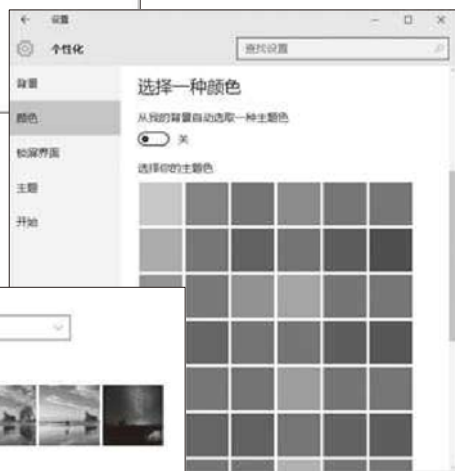 设置
个性化
查找设置
背景
颜色
锁屏界面
主题
开始
选择一种颜色
从我的背景自动选取一种主题色
关
选择你的主题色